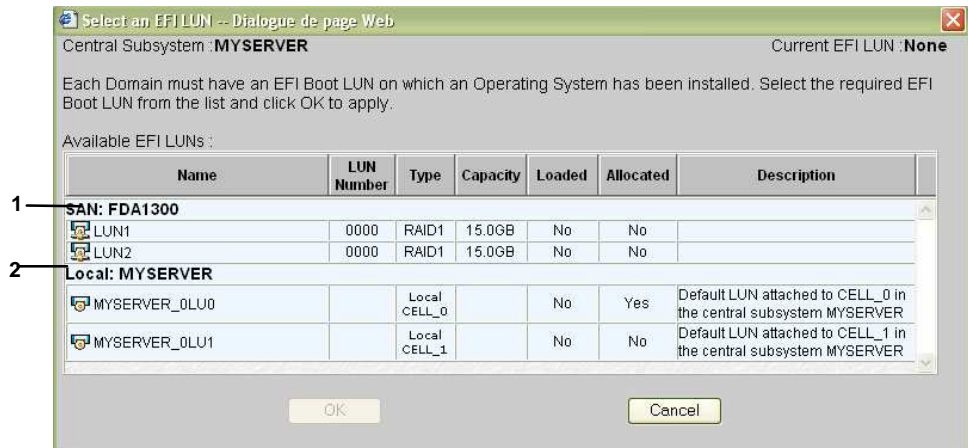 Select an EFI LUN -- Dialogue de page Web
Central Subsystem :MYSERVER Current EFI LUN :None
Each Domain must have an EFI Boot LUN on which an Operating System has been installed. Select the required EFI
Boot LUN from the list and click OK to apply.
Available EFI LUNs :
Name LUN Number Type Capacity Loaded Allocated Description
1 SAN: FDA1300
LUN1 0000 RAID1 15.0GB No No
LUN2 0000 RAID1 15.0GB No No
2 Local: MYSERVER
MYSERVER_0LU0 Local CELL_0 No Yes Default LUN attached to CELL_0 in the central subsystem MYSERVER
MYSERVER_0LU1 Local CELL_1 No No Default LUN attached to CELL_1 in the central subsystem MYSERVER
OK Cancel